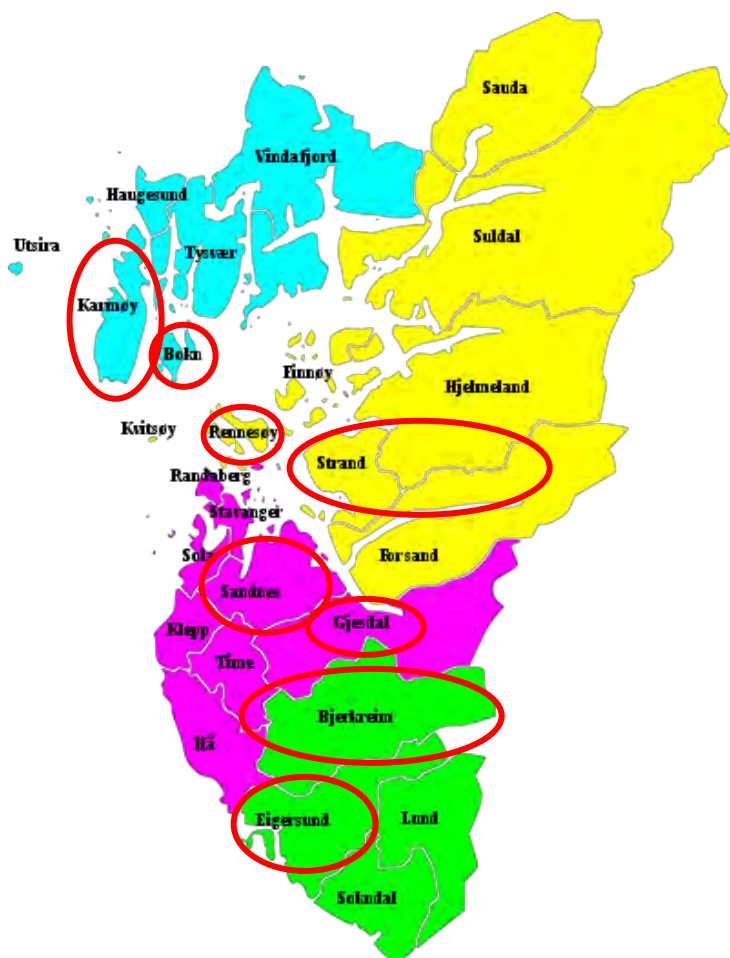 Sauda
Vindafjord
Haugesund
Utsira
Tysvær
Suldal
Karmøy
Bokn
Finnøy
Hjelmeland
Kvitsøy
Rennesøy
Strand
Randaberg
Stavanger
Sola
Forsand
Sandnes
Gjesdal
Klepp
Time
Bjerkreim
Hå
Eigersund
Lund
Sokndal